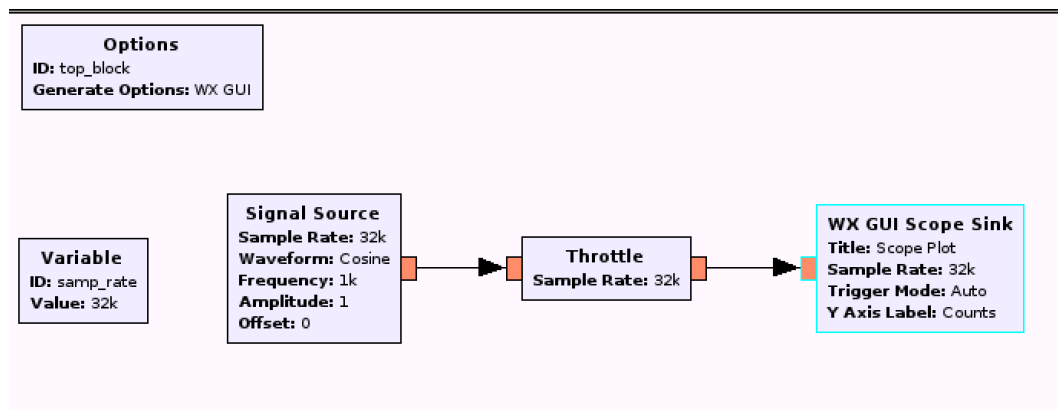 Options
ID: top_block
Generate Options: WX GUI
Variable
ID: samp_rate
Value: 32k
Signal Source
Sample Rate: 32k
Waveform: Cosine
Frequency: 1k
Amplitude: 1
Offset: 0
Throttle
Sample Rate: 32k
WX GUI Scope Sink
Title: Scope Plot
Sample Rate: 32k
Trigger Mode: Auto
Y Axis Label: Counts